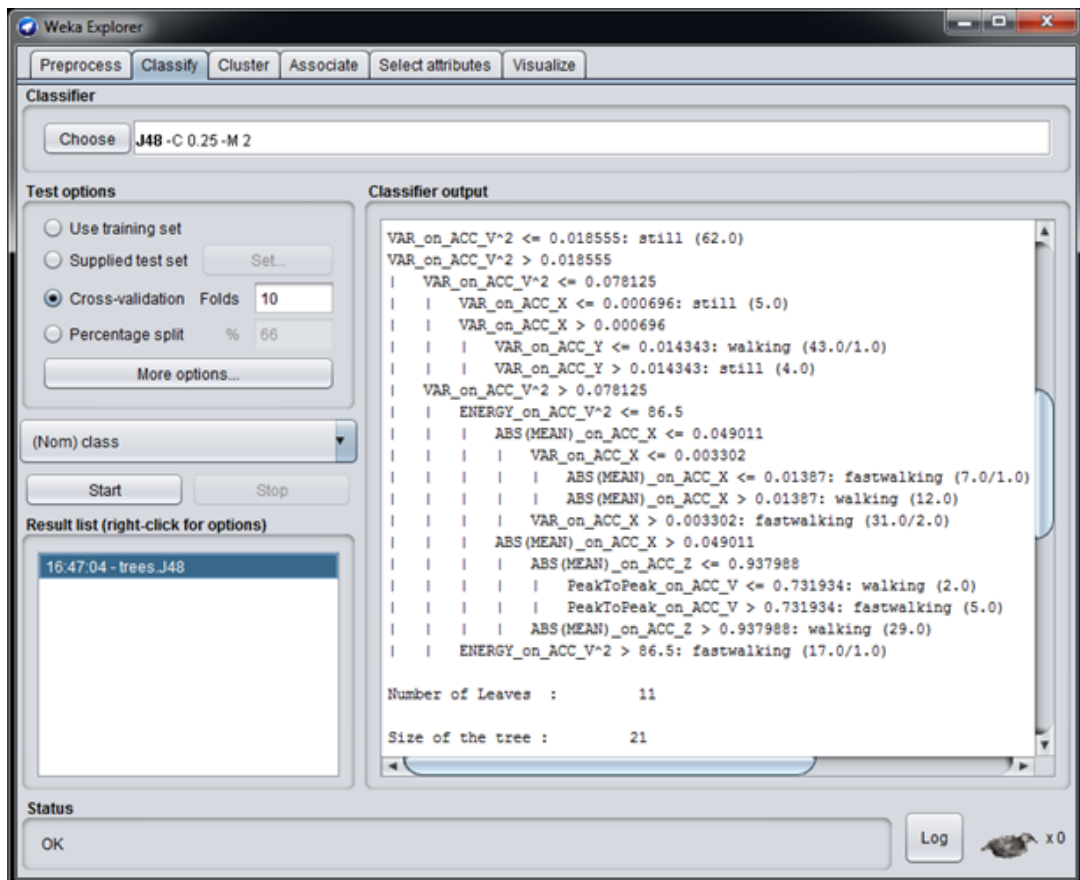 Weka Explorer
Preprocess Classify Cluster Associate Select attributes Visualize
Classifier
Choose J48 -C 0.25 -M 2
Test options
Use training set
Supplied test set Set...
Cross-validation Folds 10
Percentage split % 66
More options...
(Nom) class
Start Stop
Result list (right-click for options)
16:47:04 - trees.J48
Classifier output
VAR_on_ACC_V^2 <= 0.018555: still (62.0)
VAR_on_ACC_V^2 > 0.018555
| VAR_on_ACC_V^2 <= 0.078125
| | VAR_on_ACC_X <= 0.000696: still (5.0)
| | VAR_on_ACC_X > 0.000696
| | | VAR_on_ACC_Y <= 0.014343: walking (43.0/1.0)
| | | VAR_on_ACC_Y > 0.014343: still (4.0)
| VAR_on_ACC_V^2 > 0.078125
| | ENERGY_on_ACC_V^2 <= 86.5
| | | ABS(MEAN)_on_ACC_X <= 0.049011
| | | | VAR_on_ACC_X <= 0.003302
| | | | | ABS(MEAN)_on_ACC_X <= 0.01387: fastwalking (7.0/1.0)
| | | | | ABS(MEAN)_on_ACC_X > 0.01387: walking (12.0)
| | | | VAR_on_ACC_X > 0.003302: fastwalking (31.0/2.0)
| | | ABS(MEAN)_on_ACC_X > 0.049011
| | | | ABS(MEAN)_on_ACC_Z <= 0.937988
| | | | | PeakToPeak_on_ACC_V <= 0.731934: walking (2.0)
| | | | | PeakToPeak_on_ACC_V > 0.731934: fastwalking (5.0)
| | | | ABS(MEAN)_on_ACC_Z > 0.937988: walking (29.0)
| | ENERGY_on_ACC_V^2 > 86.5: fastwalking (17.0/1.0)
Number of Leaves : 11
Size of the tree : 21
Status
OK
Log
x 0